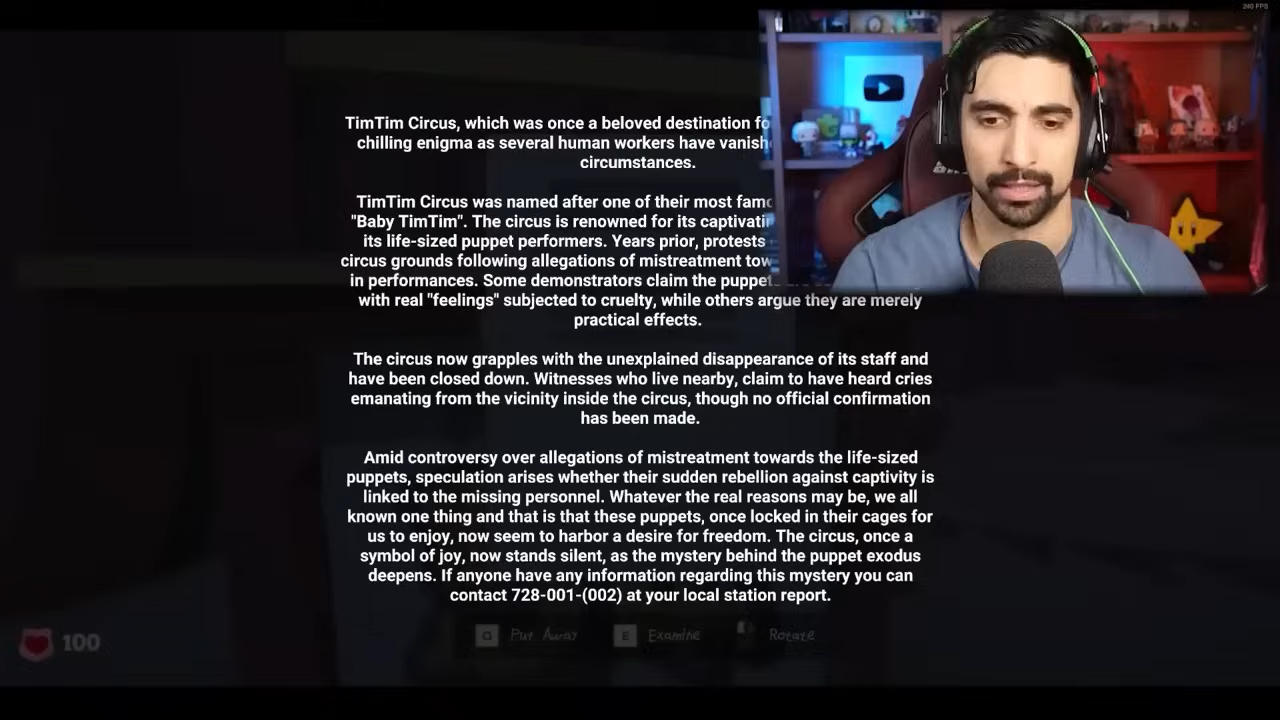 240 FPS
TimTim Circus, which was once a beloved destination
chilling enigma as several human workers have
circumstances.
TimTim Circus was named after one of their most
"Baby TimTim". The circus is renowned for its
its life-sized puppet performers. Years prior, protests
circus grounds following allegations of mistreatment
in performances. Some demonstrators claim the
with real "feelings" subjected to cruelty, while others argue they are merely
practical effects.
The circus now grapples with the unexplained disappearance of its staff and
have been closed down. Witnesses who live nearby, claim to have heard cries
emanating from the vicinity inside the circus, though no official confirmation
has been made.
Amid controversy over allegations of mistreatment towards the life-sized
puppets, speculation arises whether their sudden rebellion against captivity is
linked to the missing personnel. Whatever the real reasons may be, we all
known one thing and that is that these puppets, once locked in their cages for
us to enjoy, now seem to harbor a desire for freedom. The circus, once a
symbol of joy, now stands silent, as the mystery behind the puppet exodus
deepens. If anyone have any information regarding this mystery you can
contact 728-001-(002) at your local station report.
100 Put Away E Examine Rotate